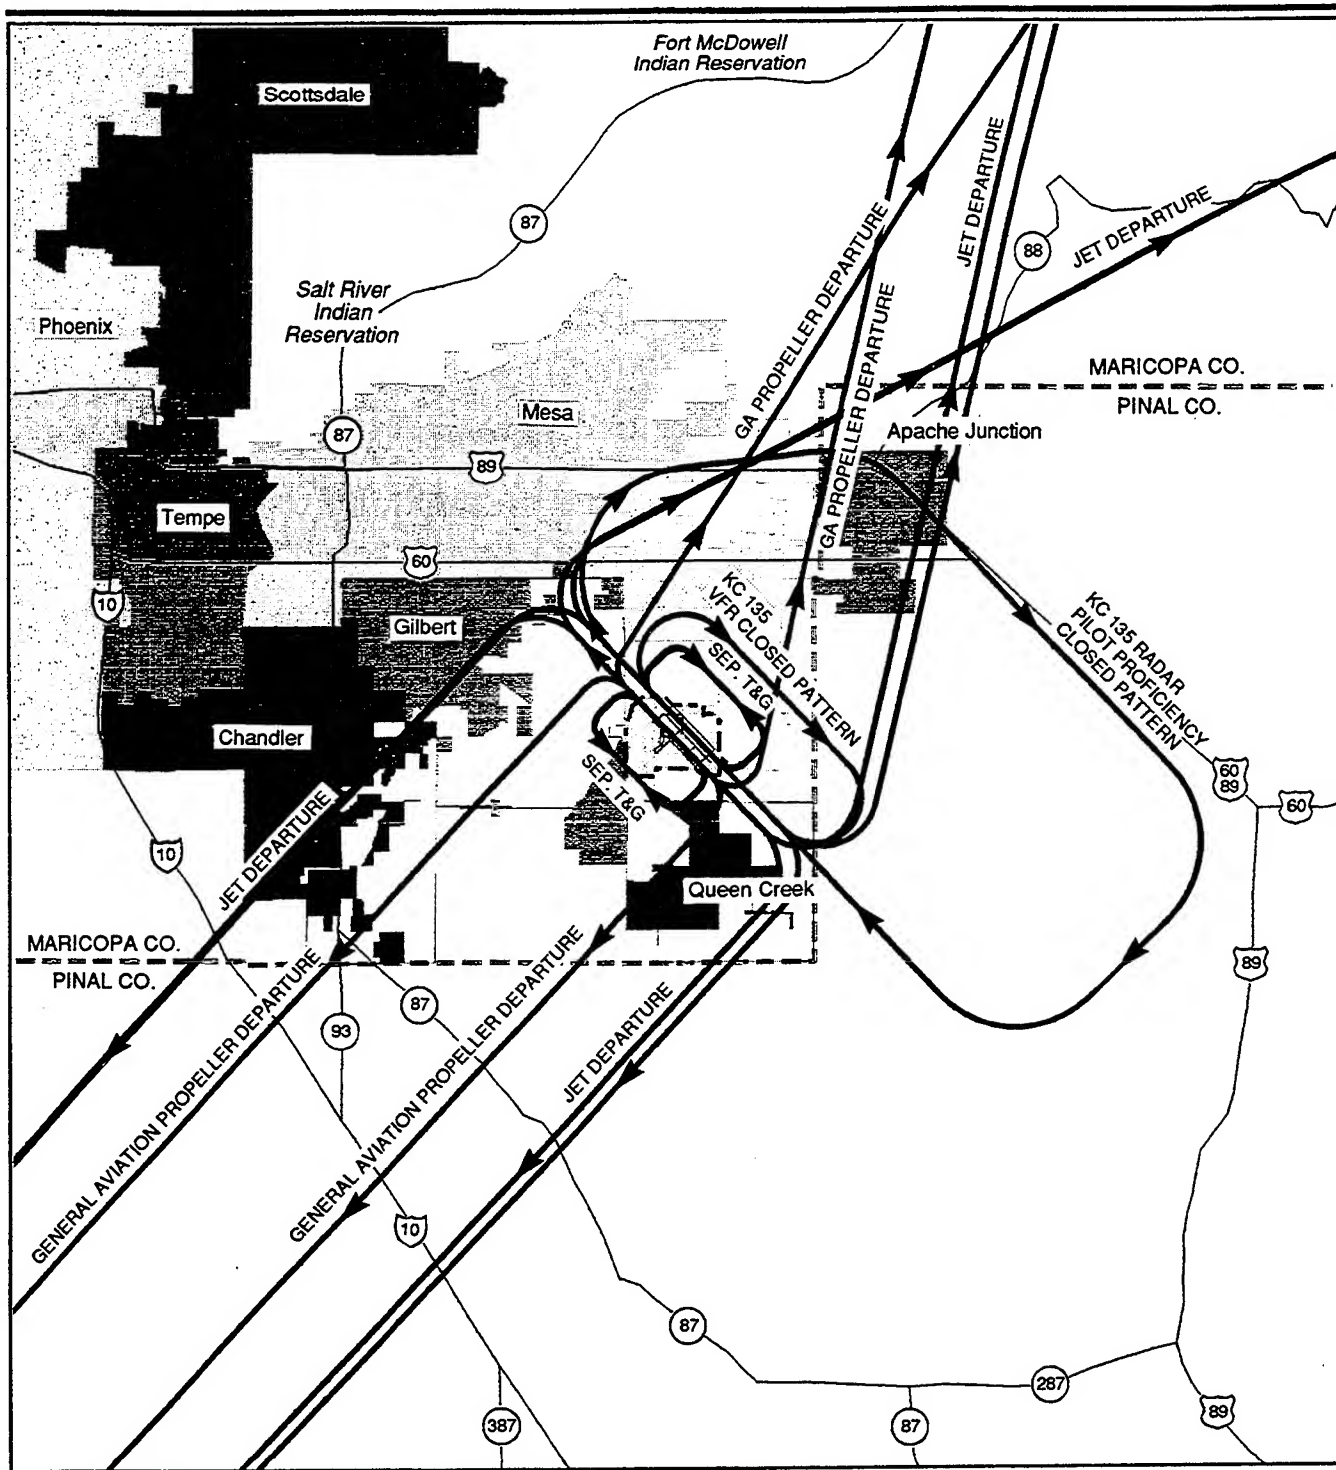 Fort McDowell
Indian Reservation
Scottsdale
87
JET DEPARTURE
88
JET DEPARTURE
GA PROPELLER DEPARTURE
Salt River
Indian
Reservation
Phoenix
GA PROPELLER DEPARTURE
MARICOPA CO.
PINAL CO.
Mesa
87
Apache Junction
89
Tempe
60
10
KC 135
VFR CLOSED PATTERN
KC 135 RADAR
PILOT PROFICIENCY
CLOSED PATTERN
Gilbert
SEP. T&G
Chandler
SEP. T&G
60
89
60
10
JET DEPARTURE
Queen Creek
MARICOPA CO.
PINAL CO.
89
87
93
GENERAL AVIATION PROPELLER DEPARTURE
GENERAL AVIATION PROPELLER DEPARTURE
JET DEPARTURE
10
87
287
387
87
89